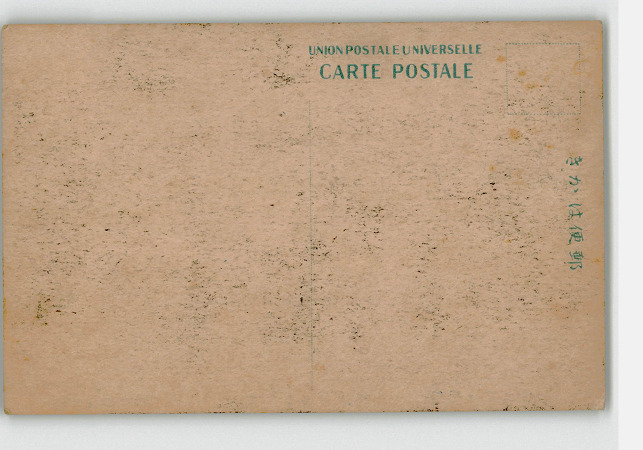 UNION POSTALE UNIVERSELLE
CARTE POSTALE
郵便はかき